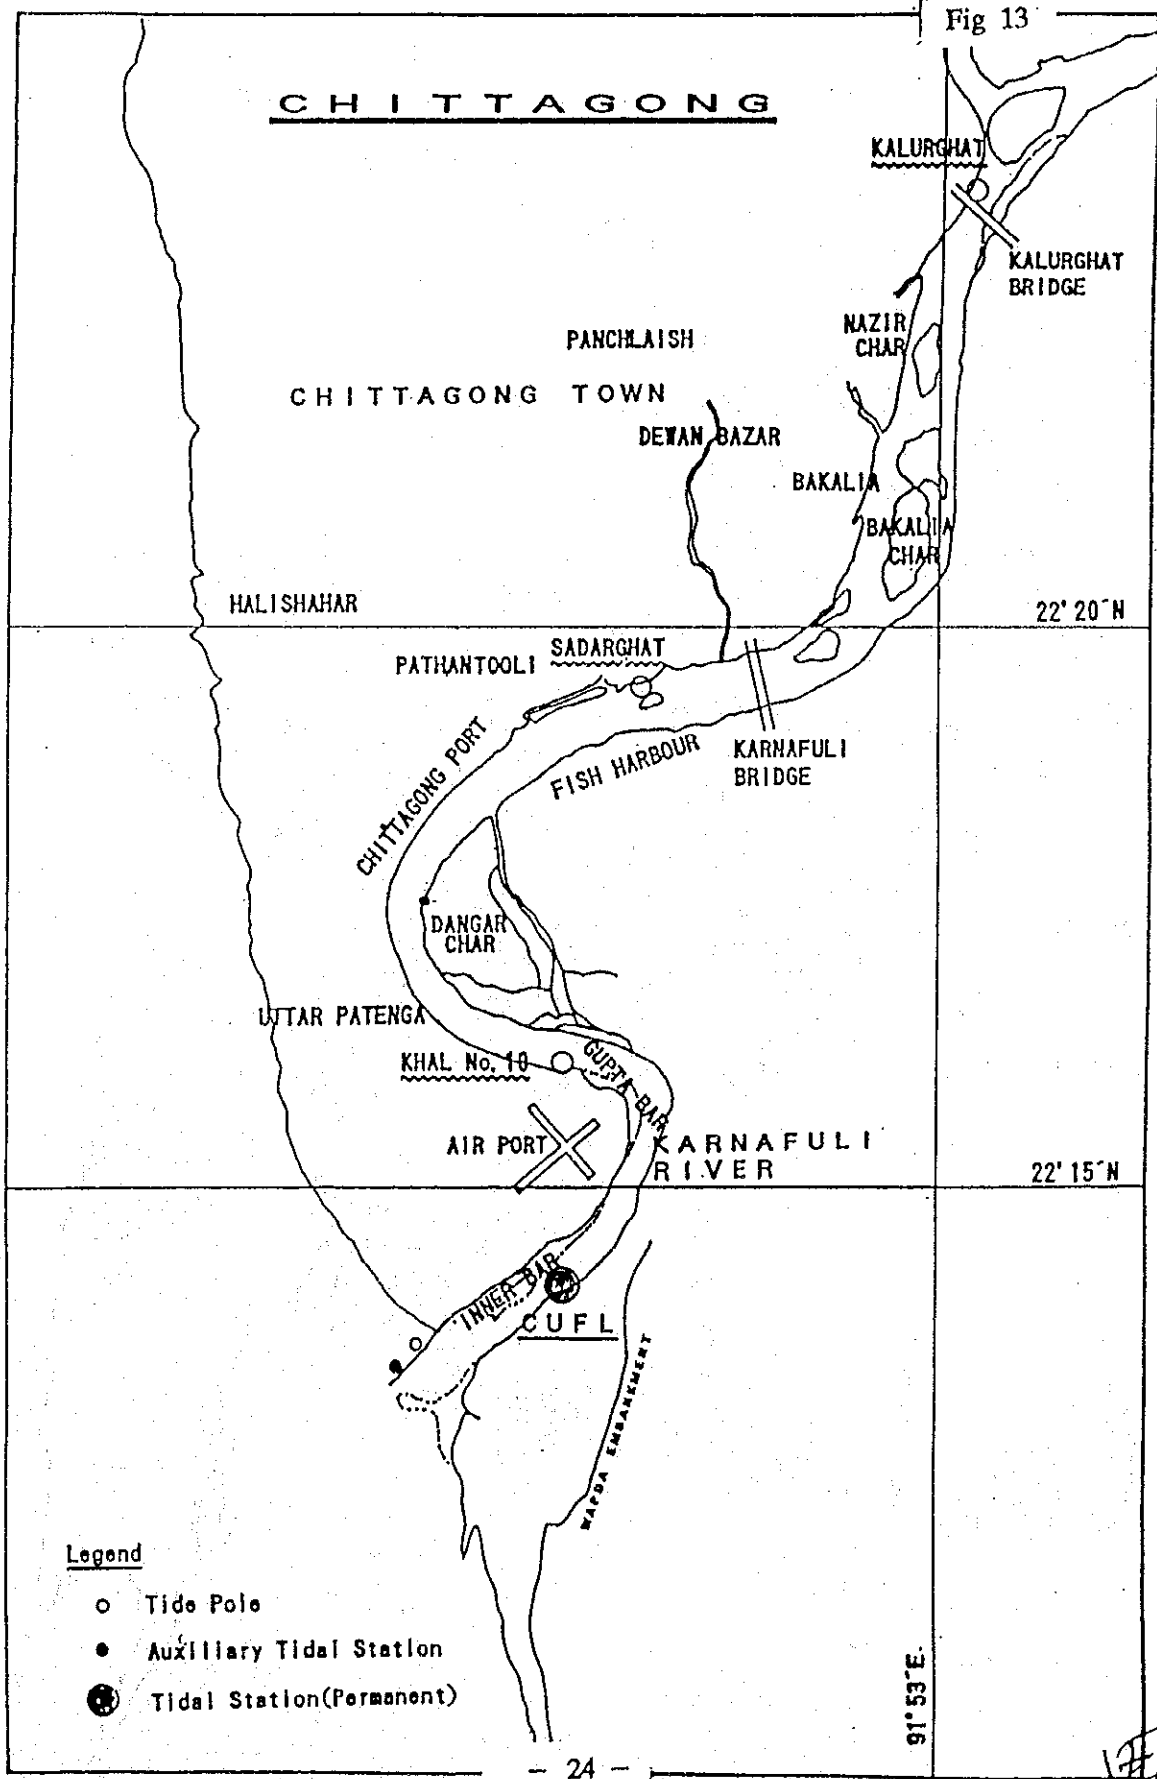 Fig 13
CHITTAGONG
KALURGHAT
KALURGHAT
BRIDGE
NAZIR
CHAR
PANCHLAISH
CHITTAGONG TOWN
DEWAN BAZAR
BAKALIA
BAKALIA
CHAR
HALISHAHAR
22°20'N
SADARGHAT
PATHANTOOLI
CHITTAGONG PORT
FISH HARBOUR
KARNAFULI
BRIDGE
DANGAR
CHAR
UTTAR PATENGA
KHAL No. 10
GUPTA BAR
AIR PORT
KARNAFULI
RIVER
22°15'N
INNER BAR
CUFL
WAPDA EMBANKMENT
Legend
Tide Pole
Auxiliary Tidal Station
Tidal Station(Permanent)
91°53'E.
- 24 -